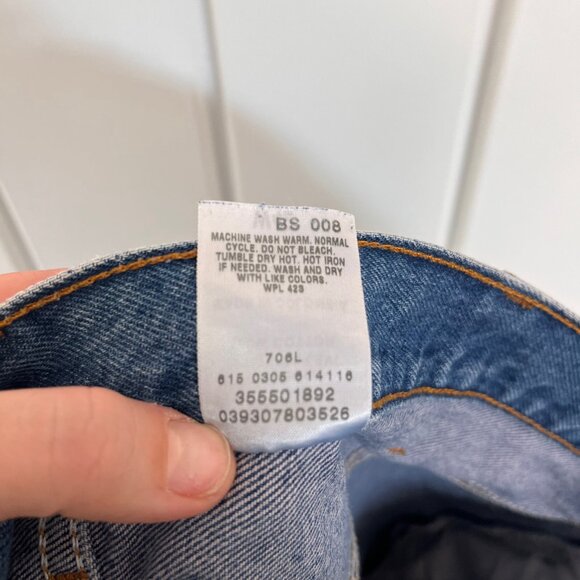 BS 008
MACHINE WASH WARM. NORMAL
CYCLE. DO NOT BLEACH.
TUMBLE DRY HOT. HOT IRON
IF NEEDED. WASH AND DRY
WITH LIKE COLORS.
WPL 423
706L
615 0305 614116
355501892
039307803526